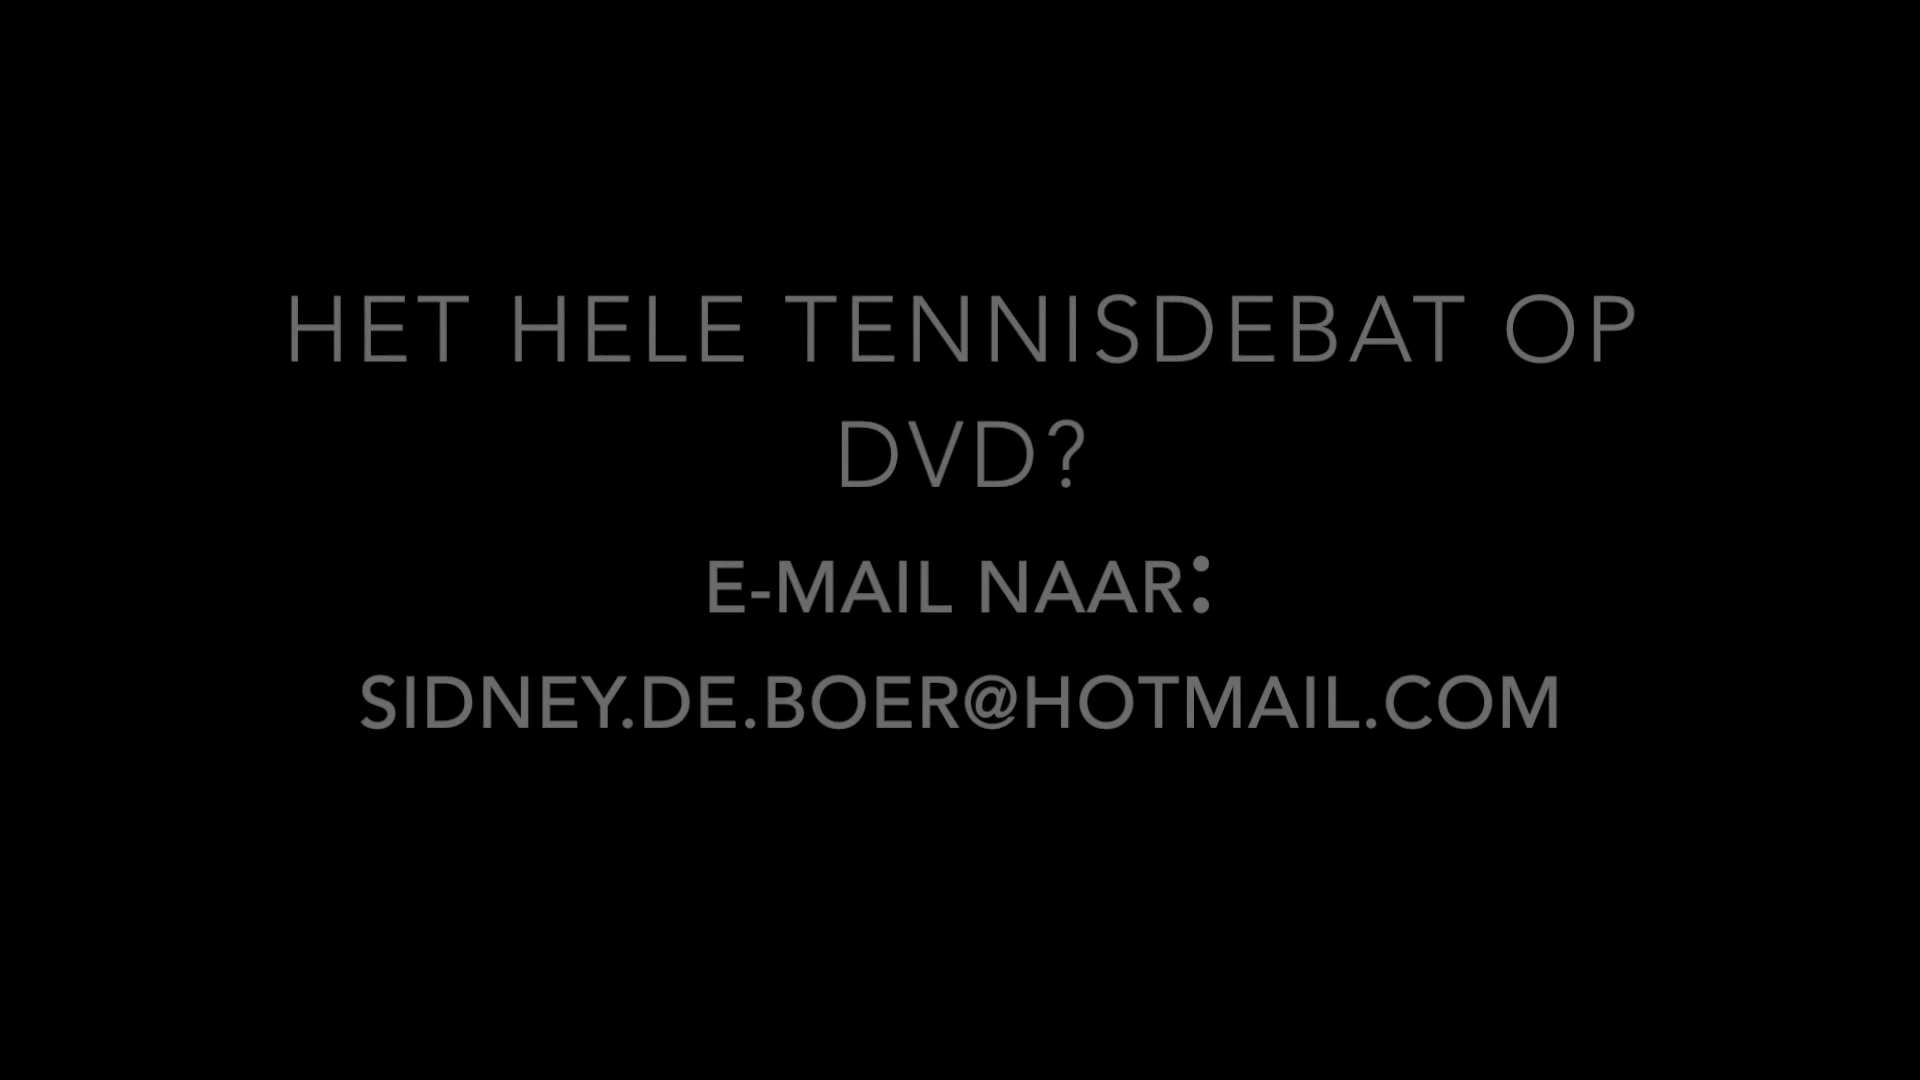 HET HELE TENNISDEBAT OP
DVD?
E-MAIL NAAR:
SIDNEY.DE.BOER@HOTMAIL.COM